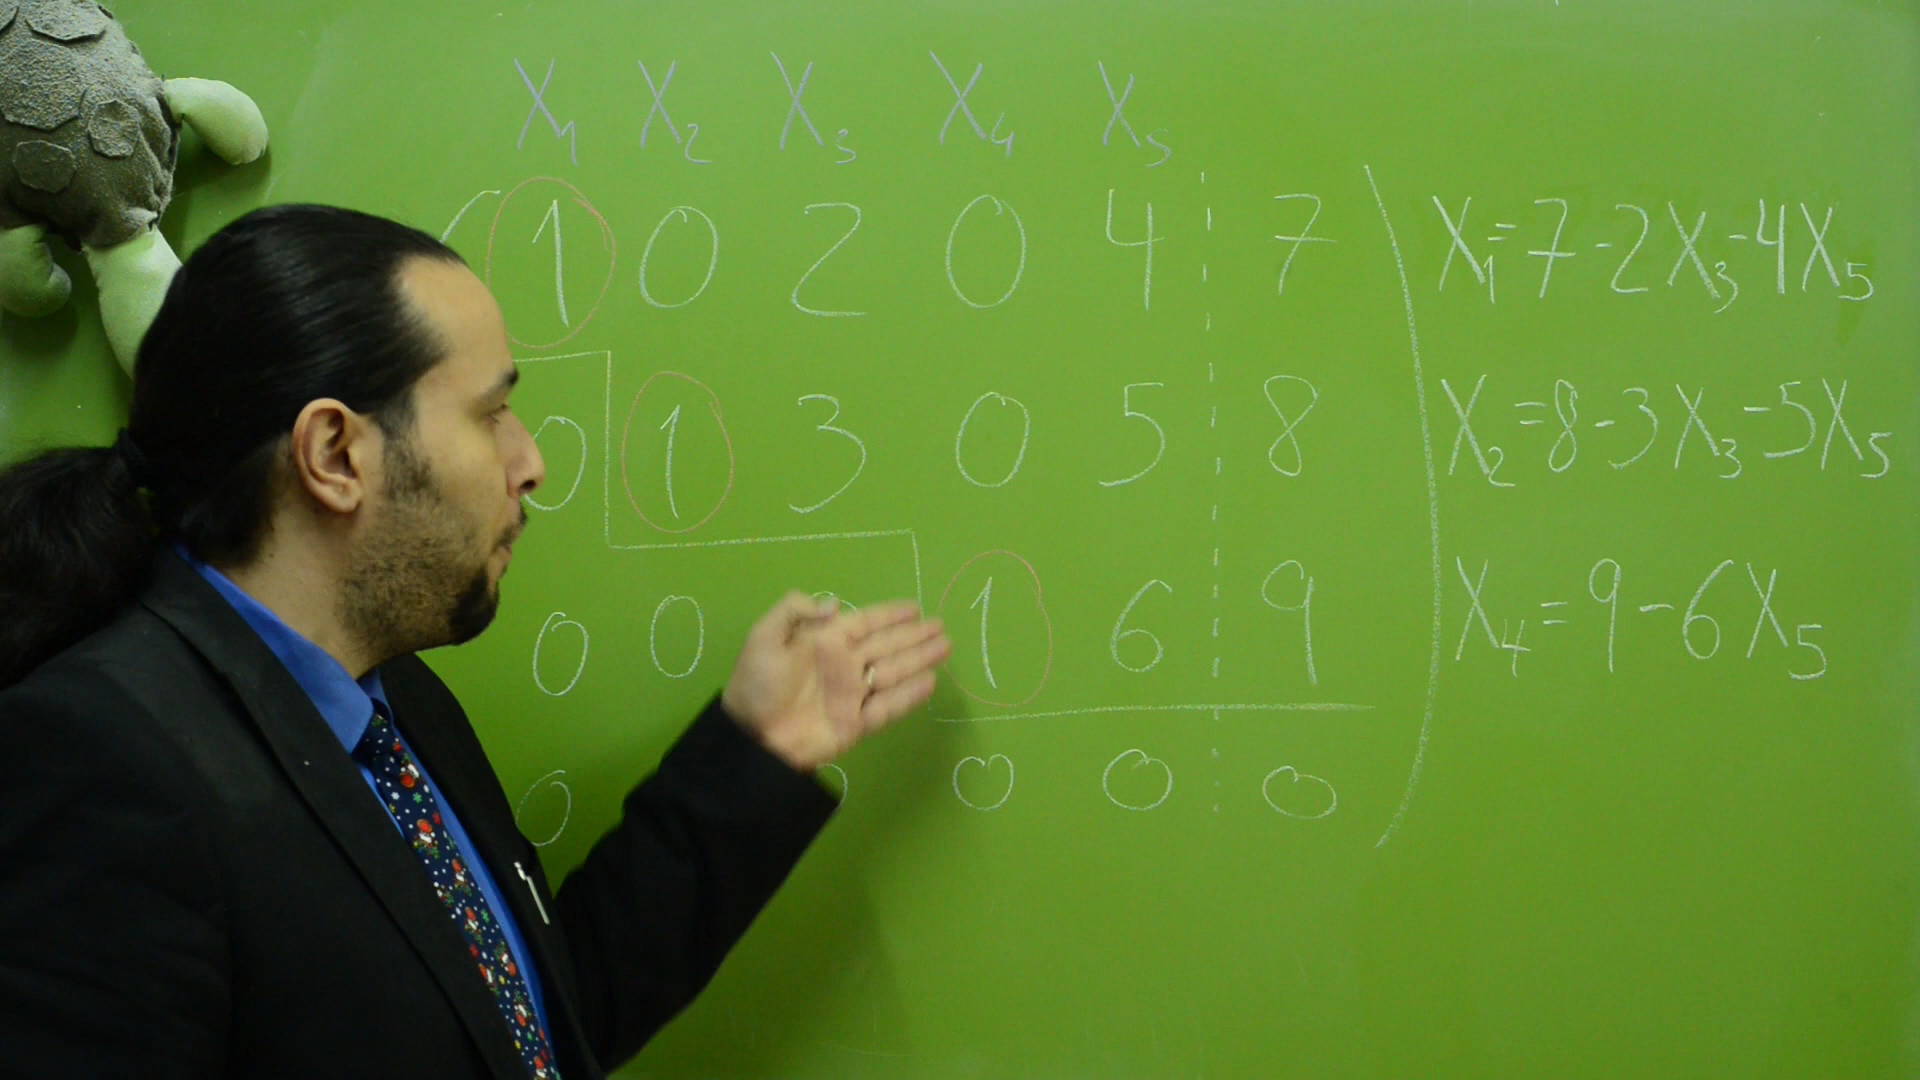 X₁ X₂ X₃ X₄ X₅
1 0 2 0 4 7 X₁=7-2X₃-4X₅
0 1 3 0 5 8 X₂=8-3X₃-5X₅
0 0 1 6 9 X₄=9-6X₅
0 0 0 0 0